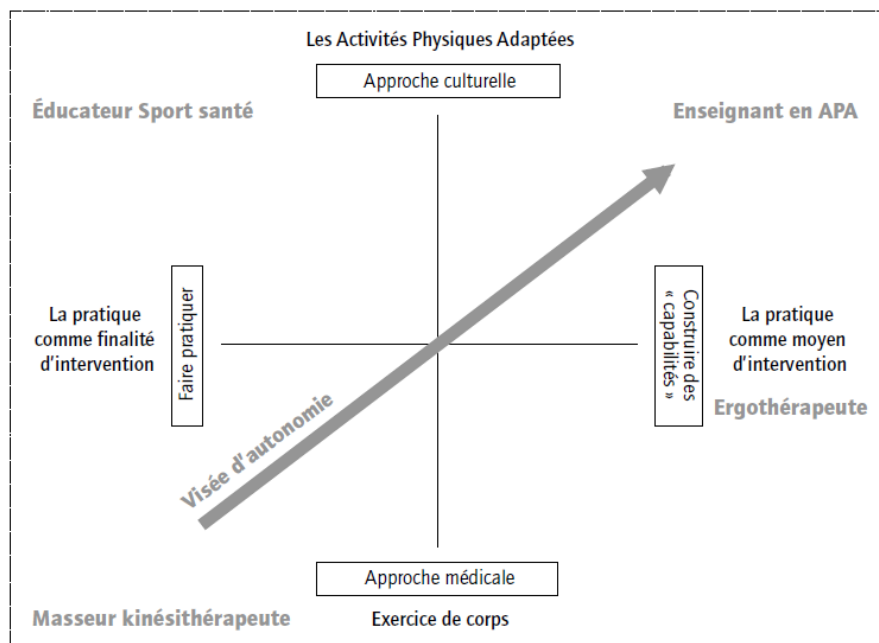 Les Activités Physiques Adaptées
Approche culturelle
Éducateur Sport santé
Enseignant en APA
La pratique
comme finalité
d'intervention
Faire pratiquer
Construire des
« capabilités »
La pratique
comme moyen
d'intervention
Ergothérapeute
Visée d'autonomie
Approche médicale
Masseur kinésithérapeute
Exercice de corps